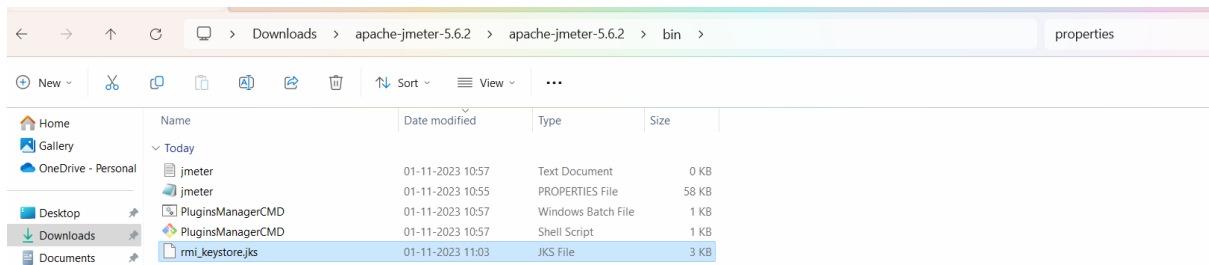 Downloads > apache-jmeter-5.6.2 > apache-jmeter-5.6.2 > bin > properties
New Sort View ...
Name Date modified Type Size
Home
Gallery
OneDrive - Personal
Desktop
Downloads
Documents
Today
jmeter 01-11-2023 10:57 Text Document 0 KB
jmeter 01-11-2023 10:55 PROPERTIES File 58 KB
PluginsManagerCMD 01-11-2023 10:57 Windows Batch File 1 KB
PluginsManagerCMD 01-11-2023 10:57 Shell Script 1 KB
rmi_keystore.jks 01-11-2023 11:03 JKS File 3 KB